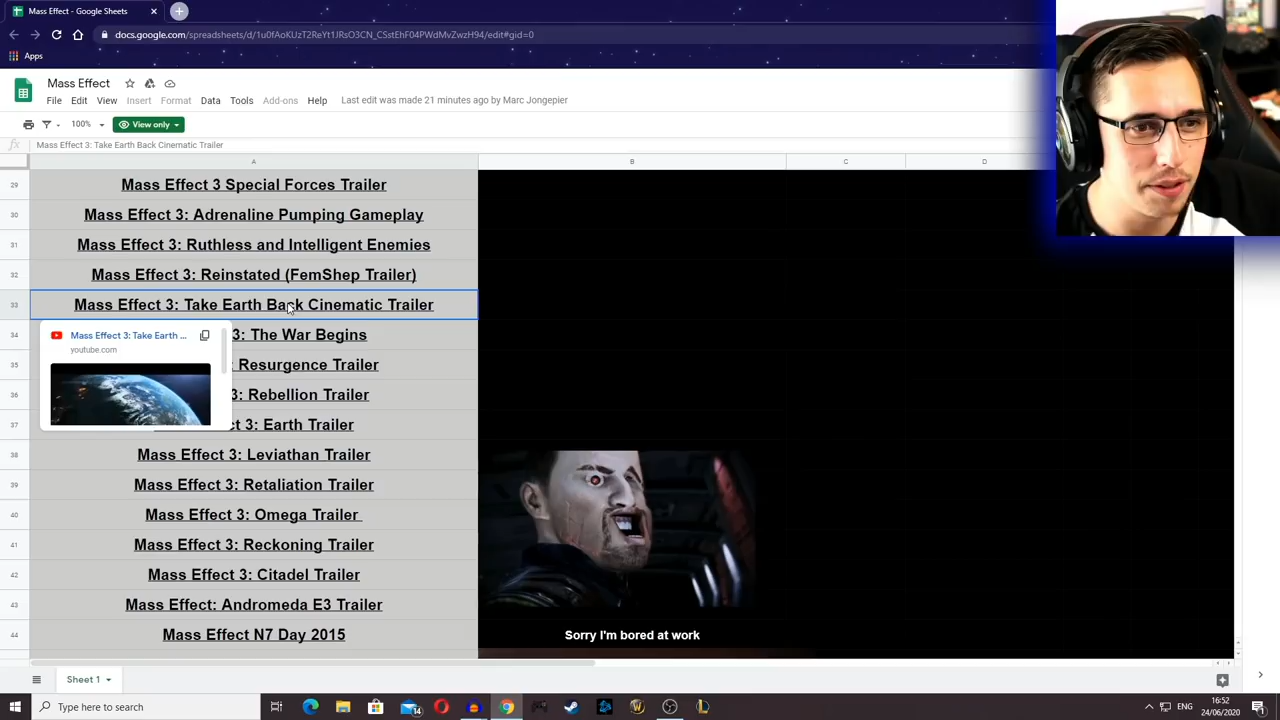 Mass Effect - Google Sheets
docs.google.com/spreadsheets/d/1u0fAoKUzT2ReYt1JRsO3CN_CSstEhF04PWdMvZwzH94/edit#gid=0
Apps
Mass Effect
File Edit View Insert Format Data Tools Add-ons Help Last edit was made 21 minutes ago by Marc Jongepier
100% View only
fx Mass Effect 3: Take Earth Back Cinematic Trailer
A B C D
29 Mass Effect 3 Special Forces Trailer
30 Mass Effect 3: Adrenaline Pumping Gameplay
31 Mass Effect 3: Ruthless and Intelligent Enemies
32 Mass Effect 3: Reinstated (FemShep Trailer)
33 Mass Effect 3: Take Earth Back Cinematic Trailer
Mass Effect 3: Take Earth ...
youtube.com
34 3: The War Begins
35 : Resurgence Trailer
36 3: Rebellion Trailer
37 ct 3: Earth Trailer
38 Mass Effect 3: Leviathan Trailer
39 Mass Effect 3: Retaliation Trailer
40 Mass Effect 3: Omega Trailer
41 Mass Effect 3: Reckoning Trailer
42 Mass Effect 3: Citadel Trailer
43 Mass Effect: Andromeda E3 Trailer
44 Mass Effect N7 Day 2015
Sorry I'm bored at work
Sheet 1
Type here to search
14
ENG
16:52
24/06/2020